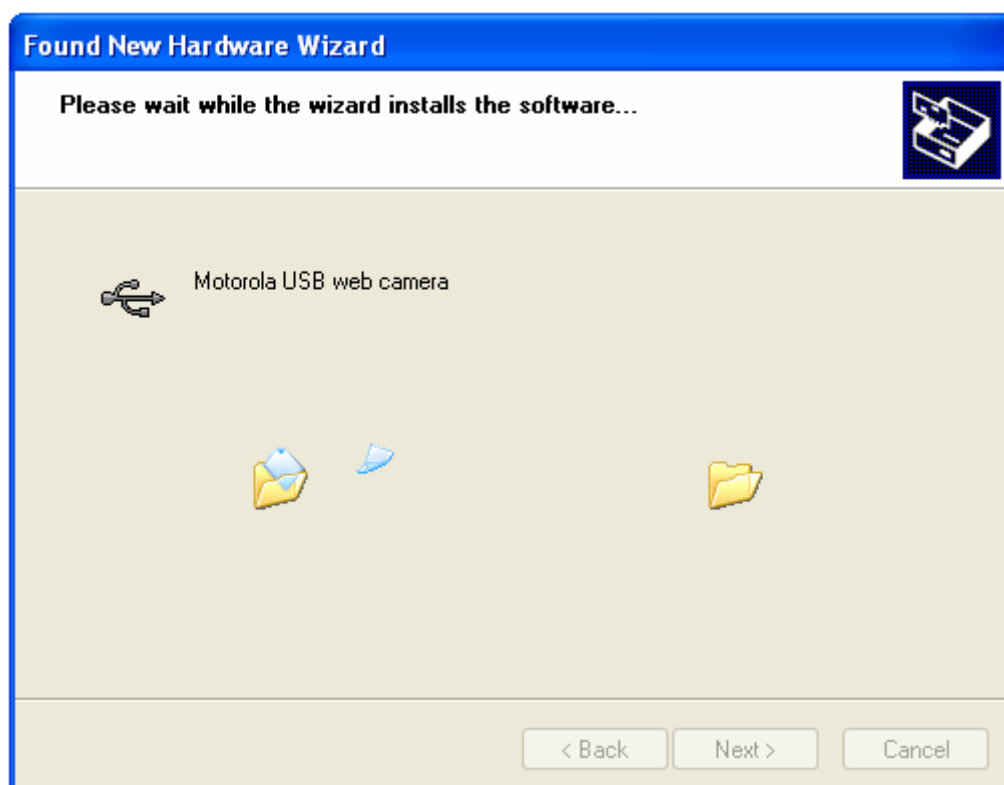 Found New Hardware Wizard
Please wait while the wizard installs the software...
Motorola USB web camera
< Back
Next >
Cancel